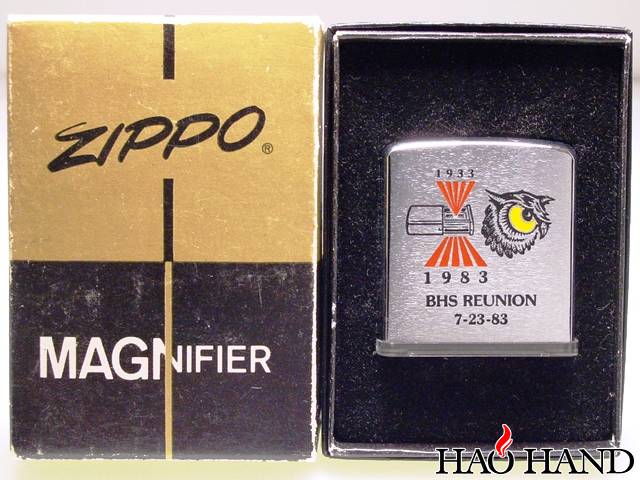 ZIPPO®
MAGNIFIER
1933
1983
BHS REUNION
7-23-83
HAO HAND